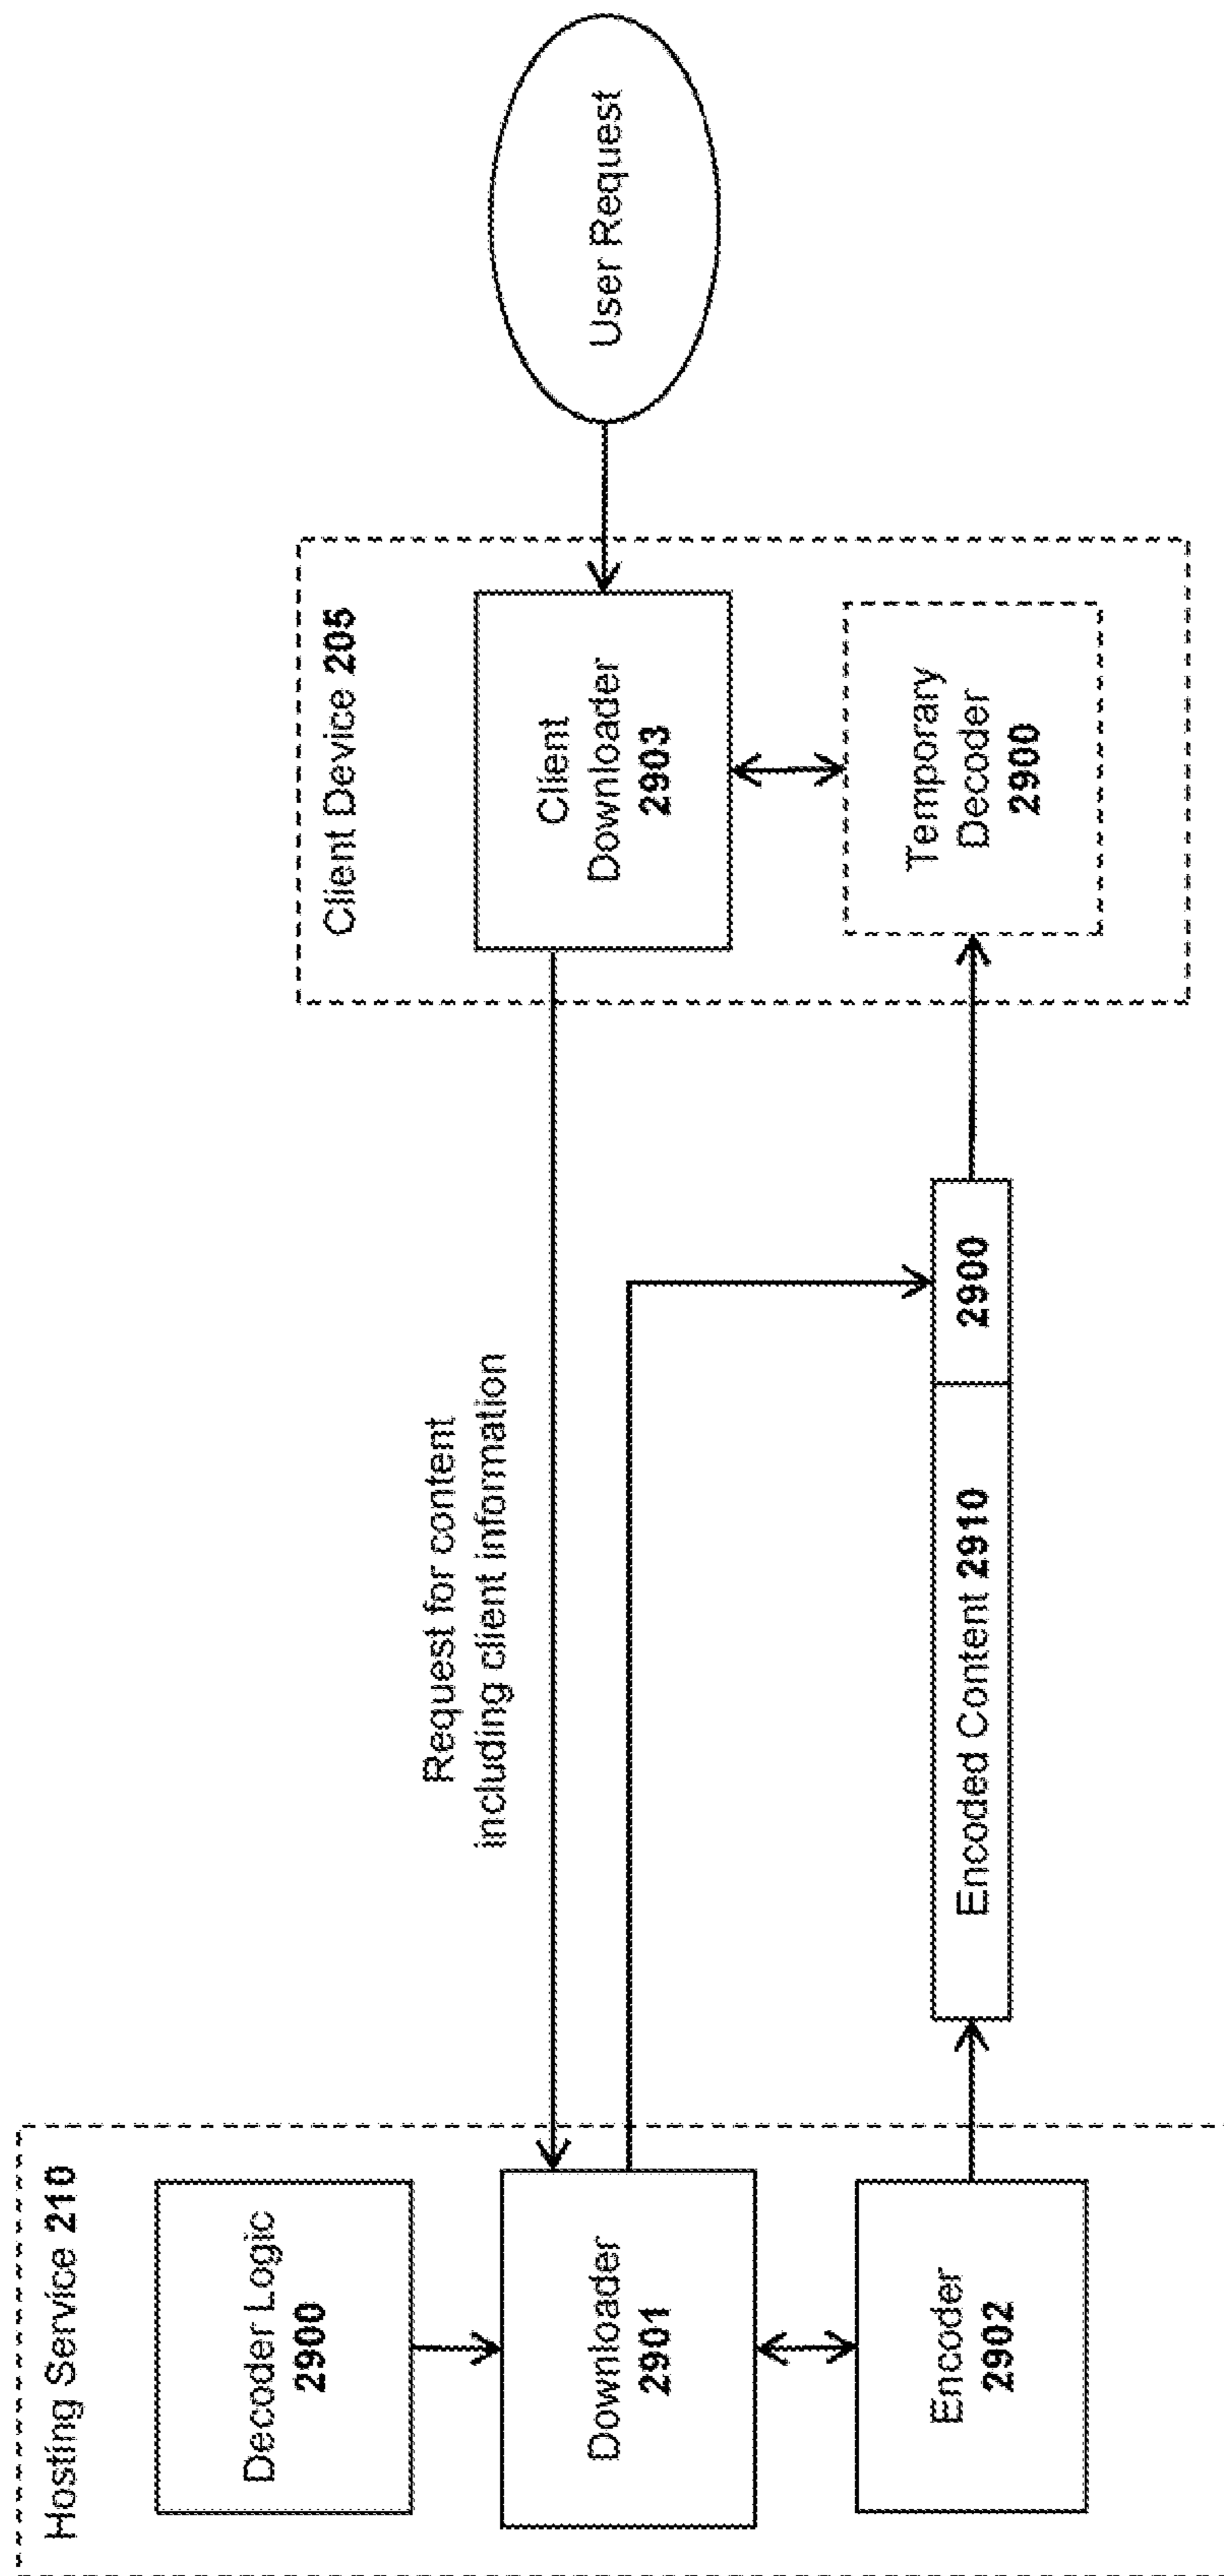 Hosting Service 210
Decoder Logic
2900
Downloader
2901
Encoder
2902
Request for content
including client information
Encoded Content 2910
2900
Client Device 205
Client
Downloader
2903
Temporary
Decoder
2900
User Request